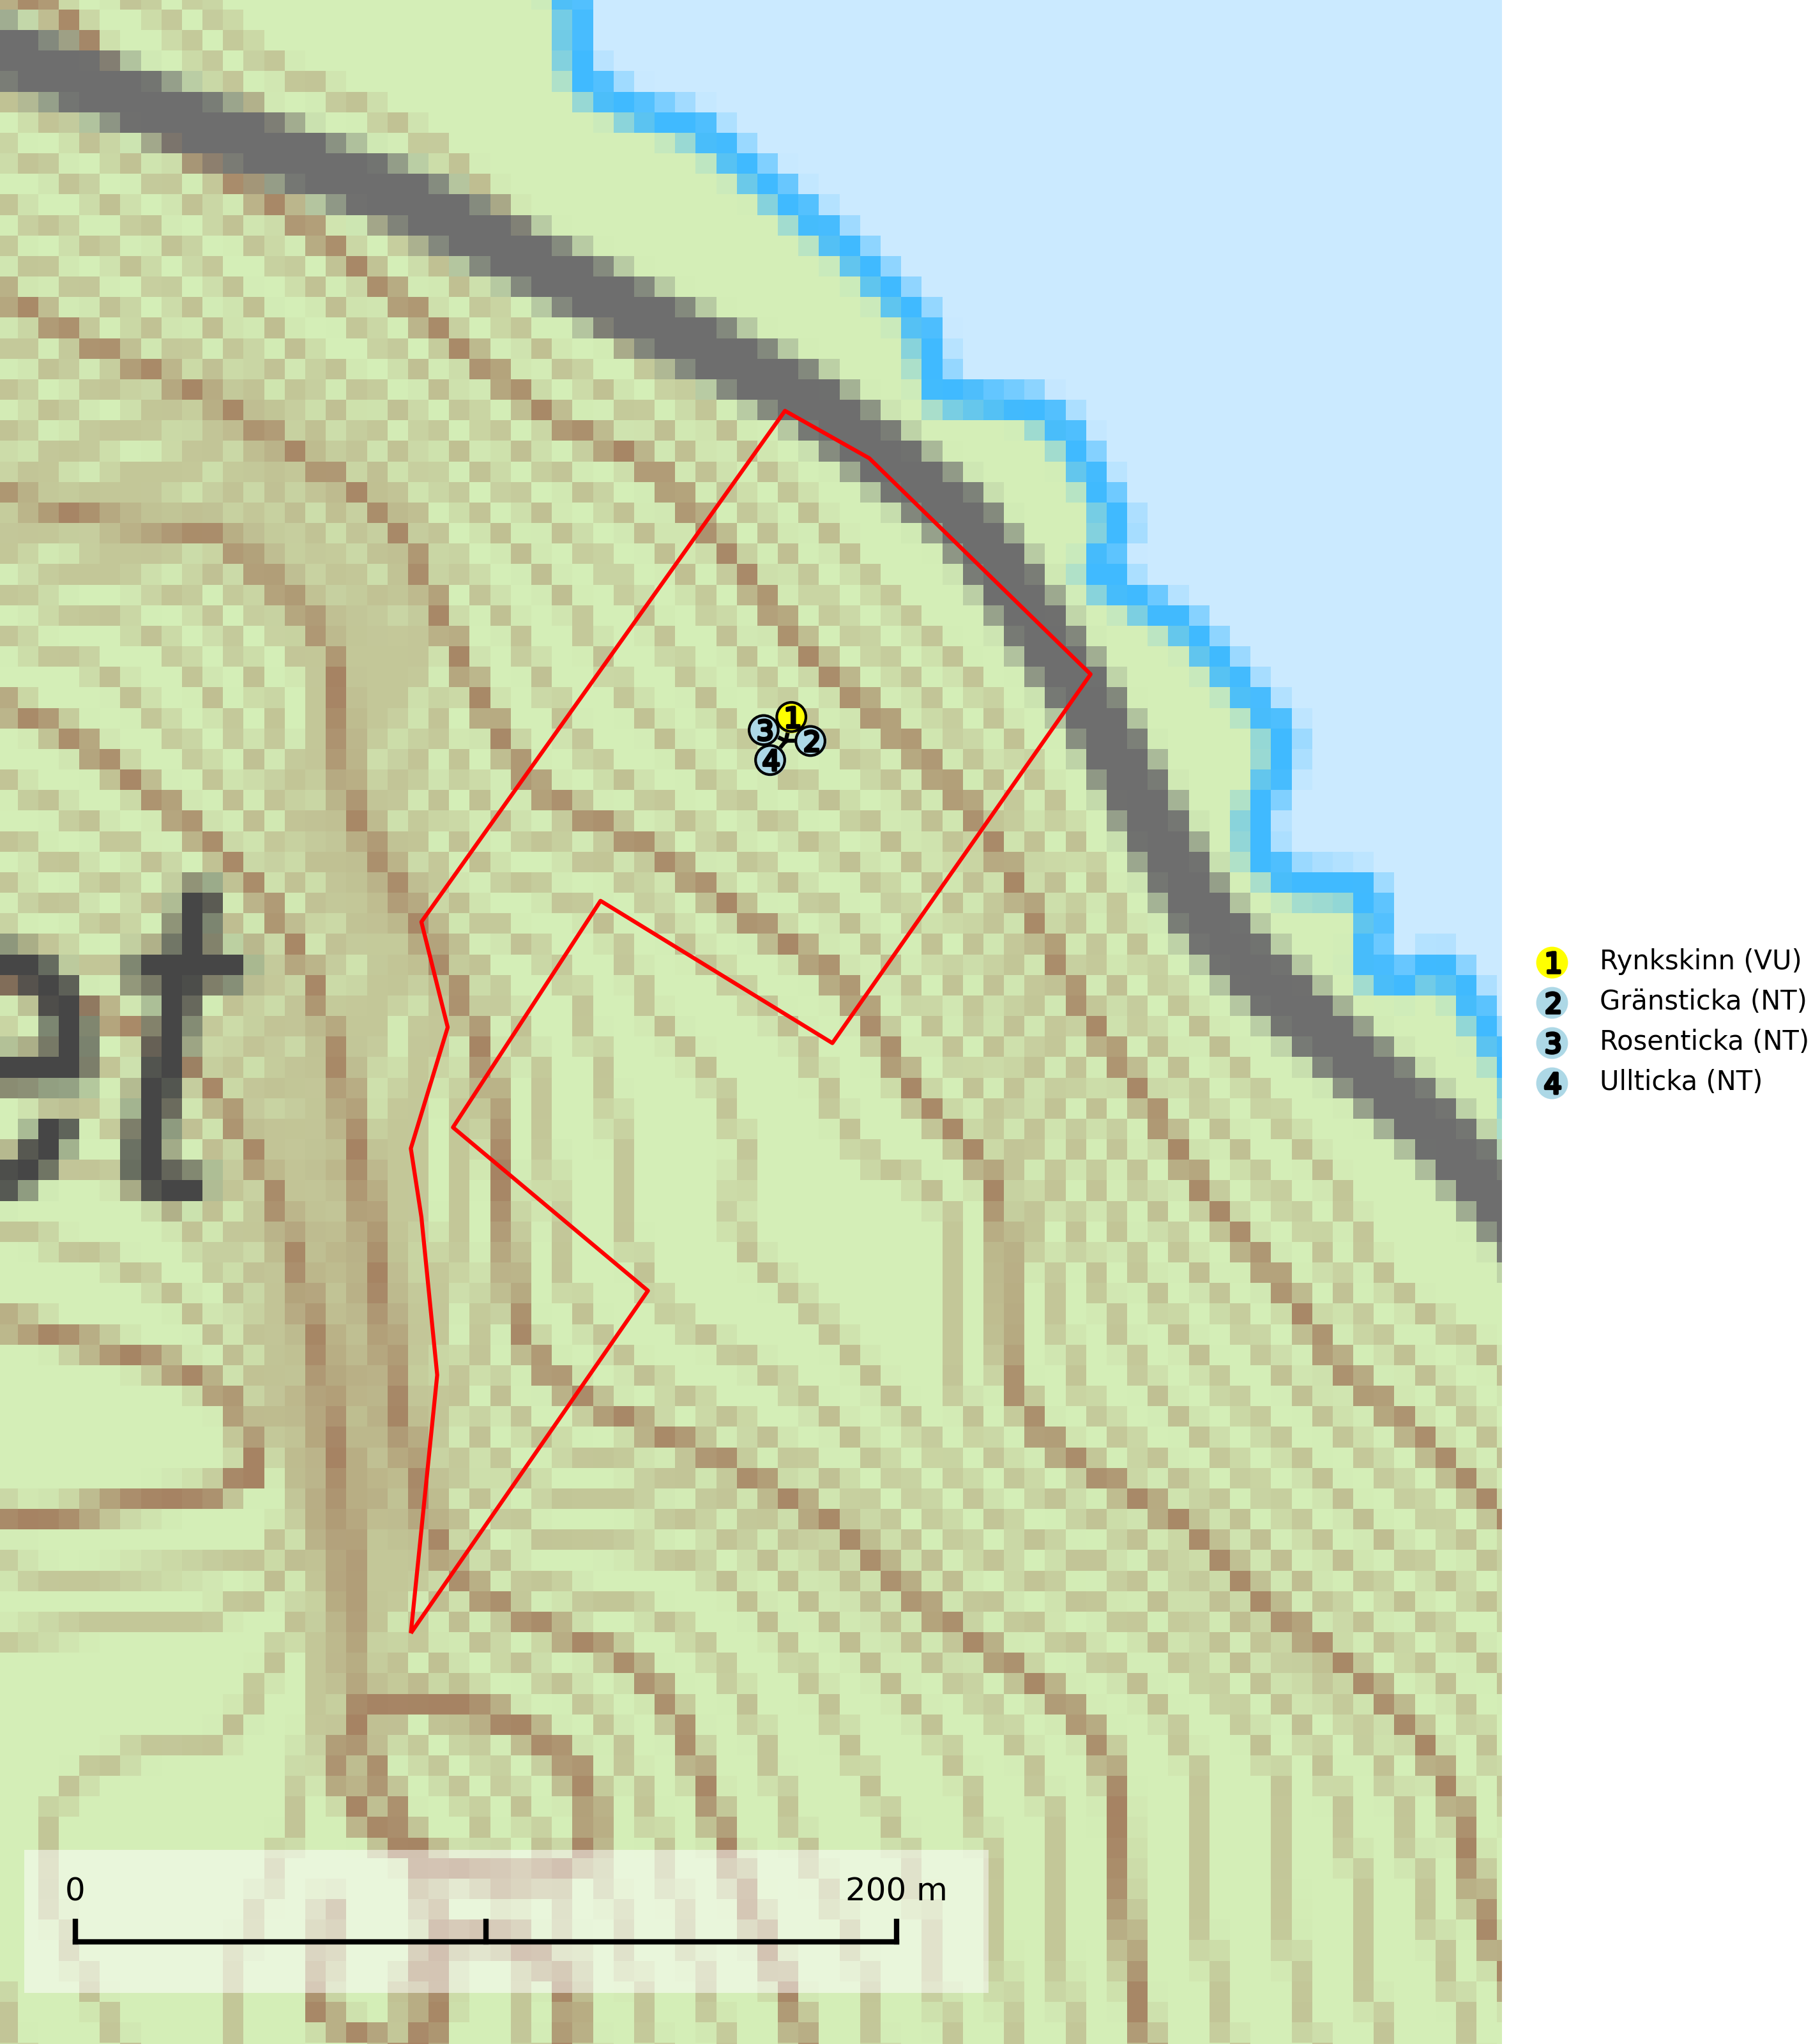 1
3
2
4
1 Rynkskinn (VU)
2 Gränsticka (NT)
3 Rosenticka (NT)
4 Ullticka (NT)
0 200 m